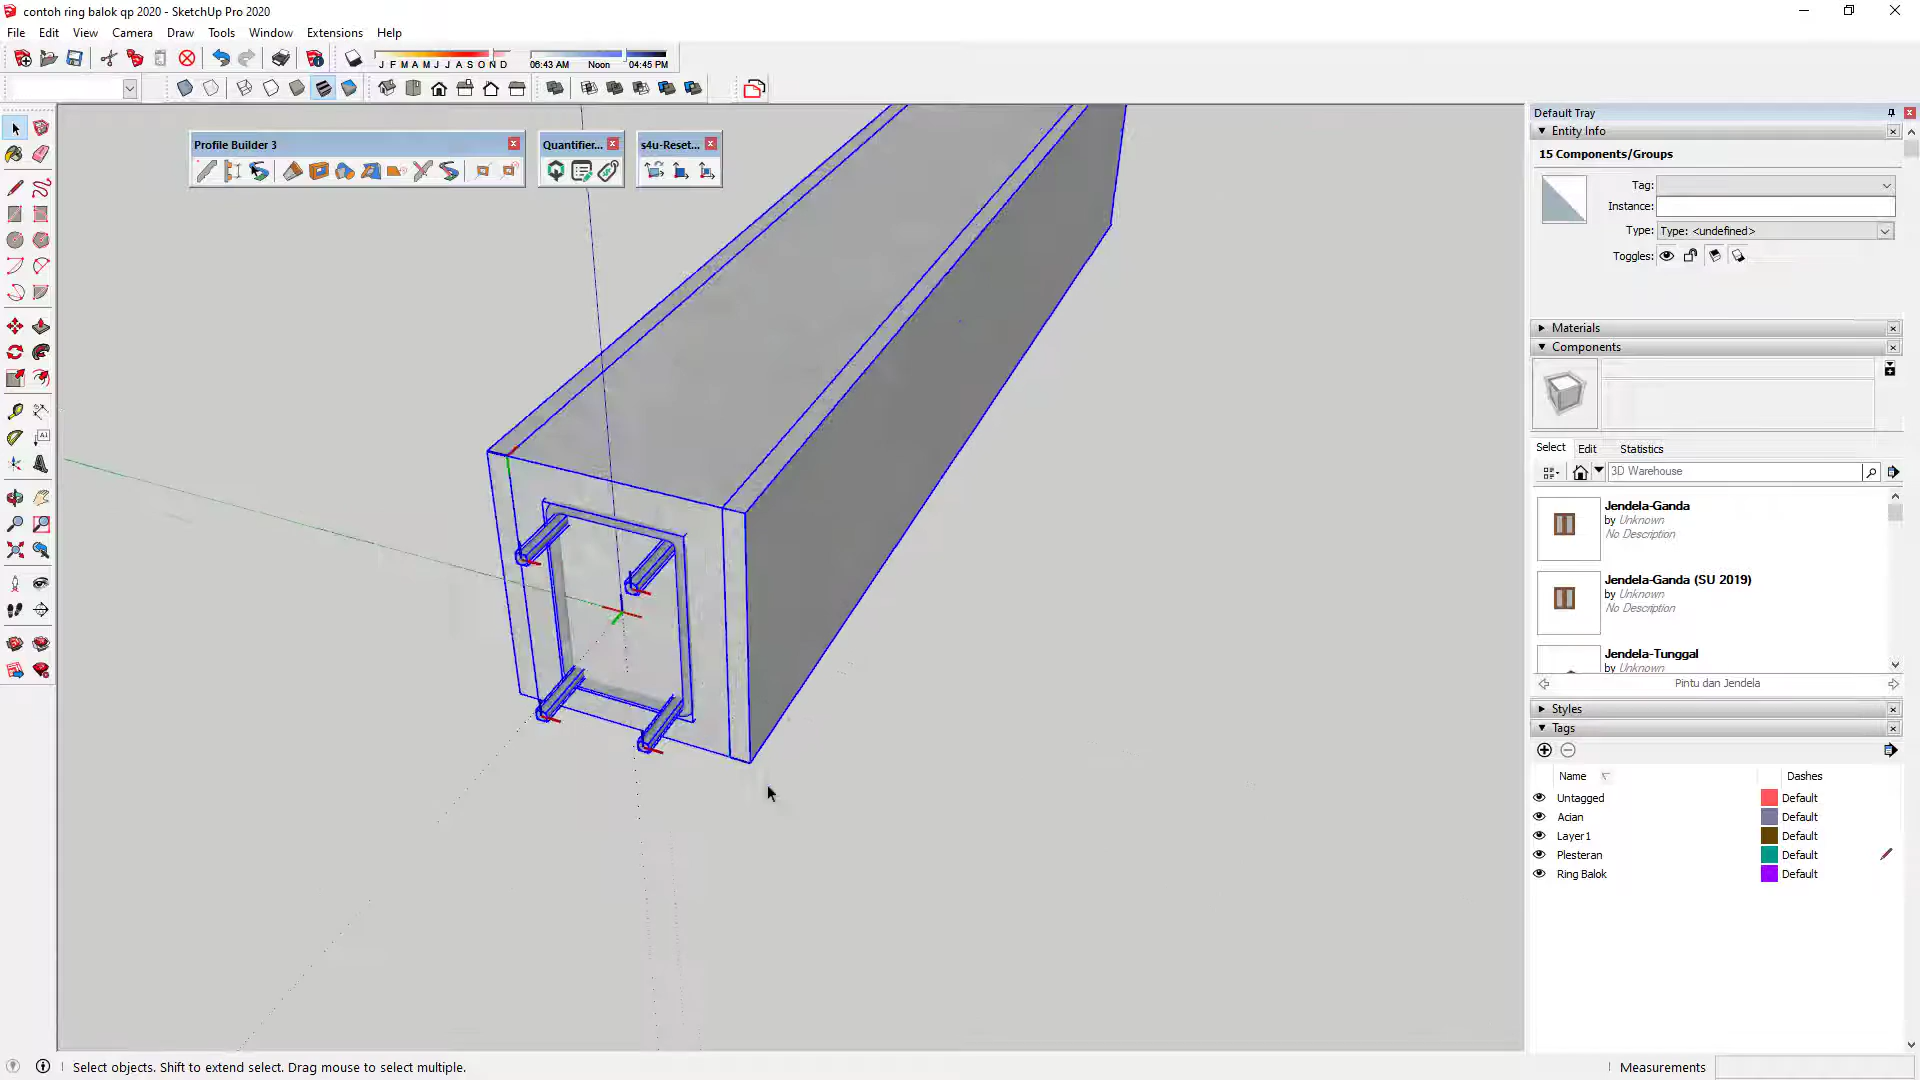 contoh ring balok qp 2020 - SketchUp Pro 2020
File Edit View Camera Draw Tools Window Extensions Help
J F M A M J J A S O N D
06:43 AM Noon 04:45 PM
Profile Builder 3
Quantifier...
s4u-Reset...
Default Tray
Entity Info
15 Components/Groups
Tag:
Instance:
Type: Type: <undefined>
Toggles:
Materials
Components
Select Edit Statistics
3D Warehouse
Jendela-Ganda
by Unknown
No Description
Jendela-Ganda (SU 2019)
by Unknown
No Description
Jendela-Tunggal
by Unknown
Pintu dan Jendela
Styles
Tags
Name Dashes
Untagged Default
Acian Default
Layer1 Default
Plesteran Default
Ring Balok Default
Select objects. Shift to extend select. Drag mouse to select multiple.
Measurements